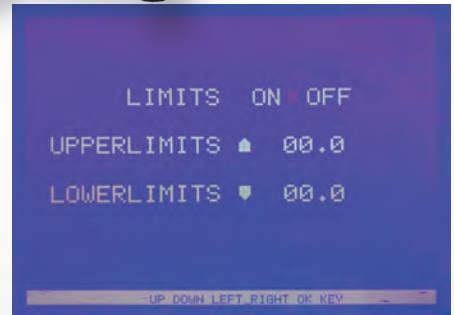 LIMITS ON OFF
UPPERLIMITS 00.0
LOWERLIMITS 00.0
UP DOWN LEFT RIGHT OK KEY